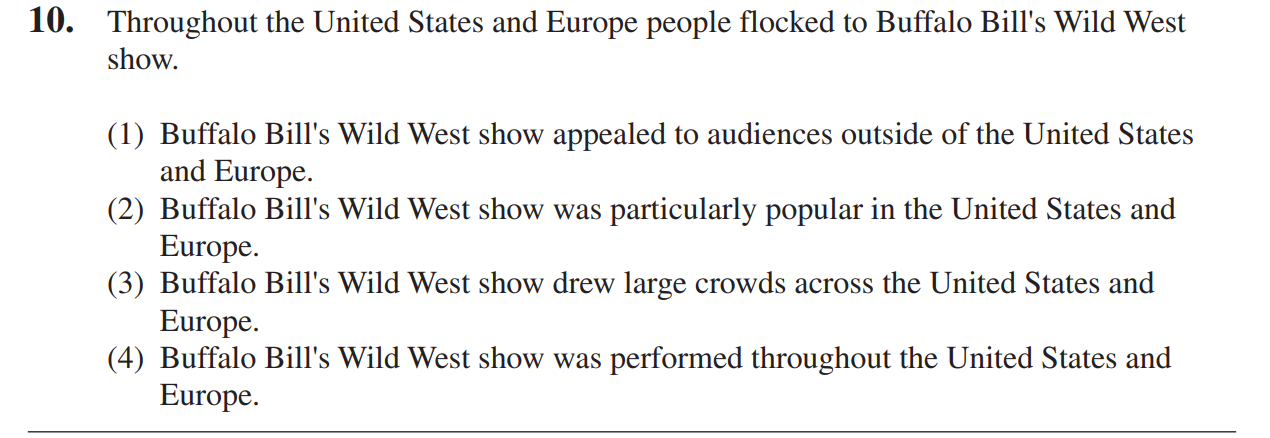 10. Throughout the United States and Europe people flocked to Buffalo Bill's Wild West
show.
(1) Buffalo Bill's Wild West show appealed to audiences outside of the United States
and Europe.
(2) Buffalo Bill's Wild West show was particularly popular in the United States and
Europe.
(3) Buffalo Bill's Wild West show drew large crowds across the United States and
Europe.
(4) Buffalo Bill's Wild West show was performed throughout the United States and
Europe.